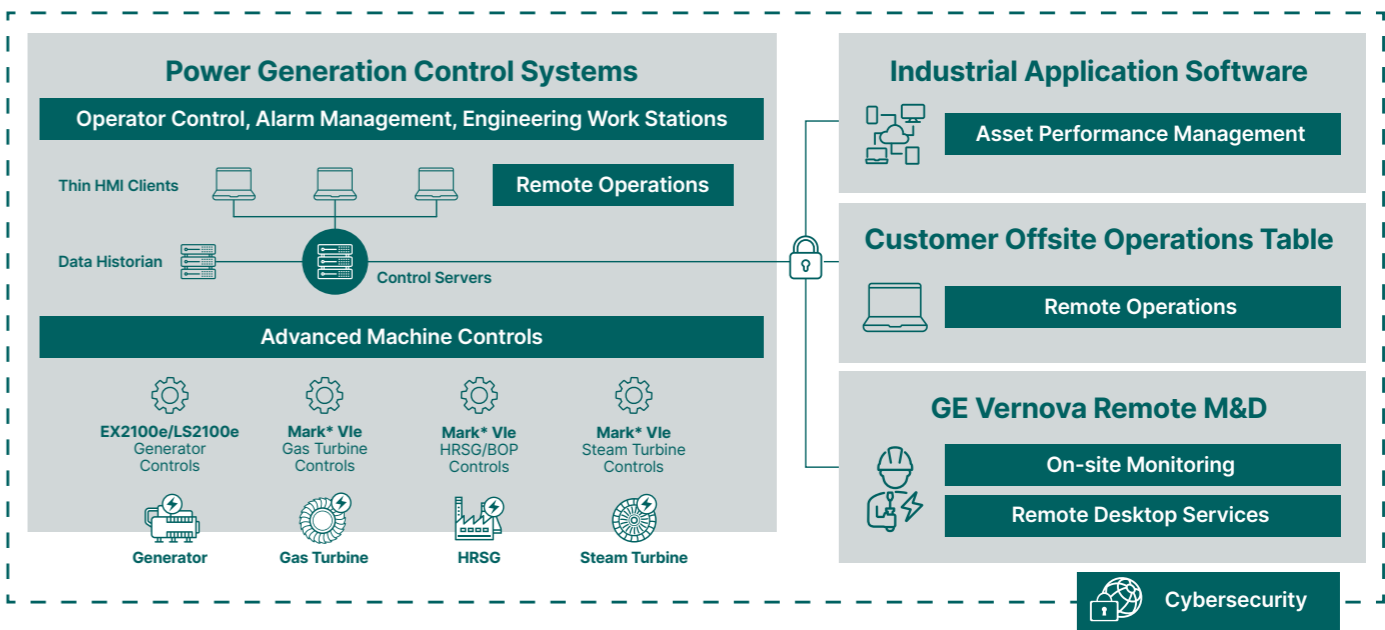 Power Generation Control Systems
Operator Control, Alarm Management, Engineering Work Stations
Thin HMI Clients
Remote Operations
Data Historian
Control Servers
Advanced Machine Controls
EX2100e/LS2100e
Generator
Controls
Mark* VIe
Gas Turbine
Controls
Mark* VIe
HRSG/BOP
Controls
Mark* VIe
Steam Turbine
Controls
Generator
Gas Turbine
HRSG
Steam Turbine
Industrial Application Software
Asset Performance Management
Customer Offsite Operations Table
Remote Operations
GE Vernova Remote M&D
On-site Monitoring
Remote Desktop Services
Cybersecurity